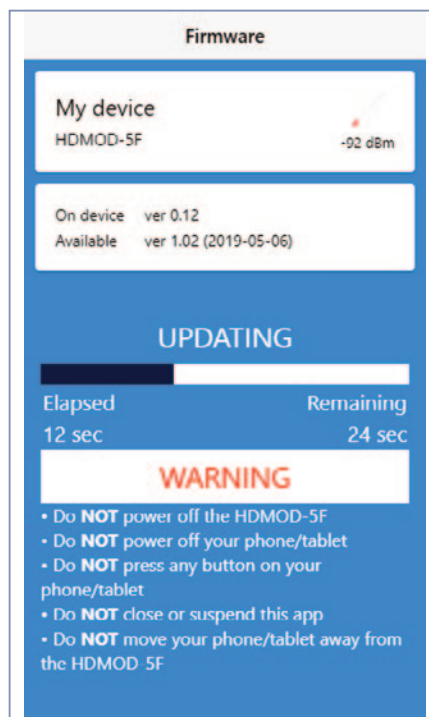 Firmware
My device
HDMOD-5F
-92 dBm
On device ver 0.12
Available ver 1.02 (2019-05-06)
UPDATING
Elapsed Remaining
12 sec 24 sec
WARNING
• Do NOT power off the HDMOD-5F
• Do NOT power off your phone/tablet
• Do NOT press any button on your
phone/tablet
• Do NOT close or suspend this app
• Do NOT move your phone/tablet away from
the HDMOD-5F